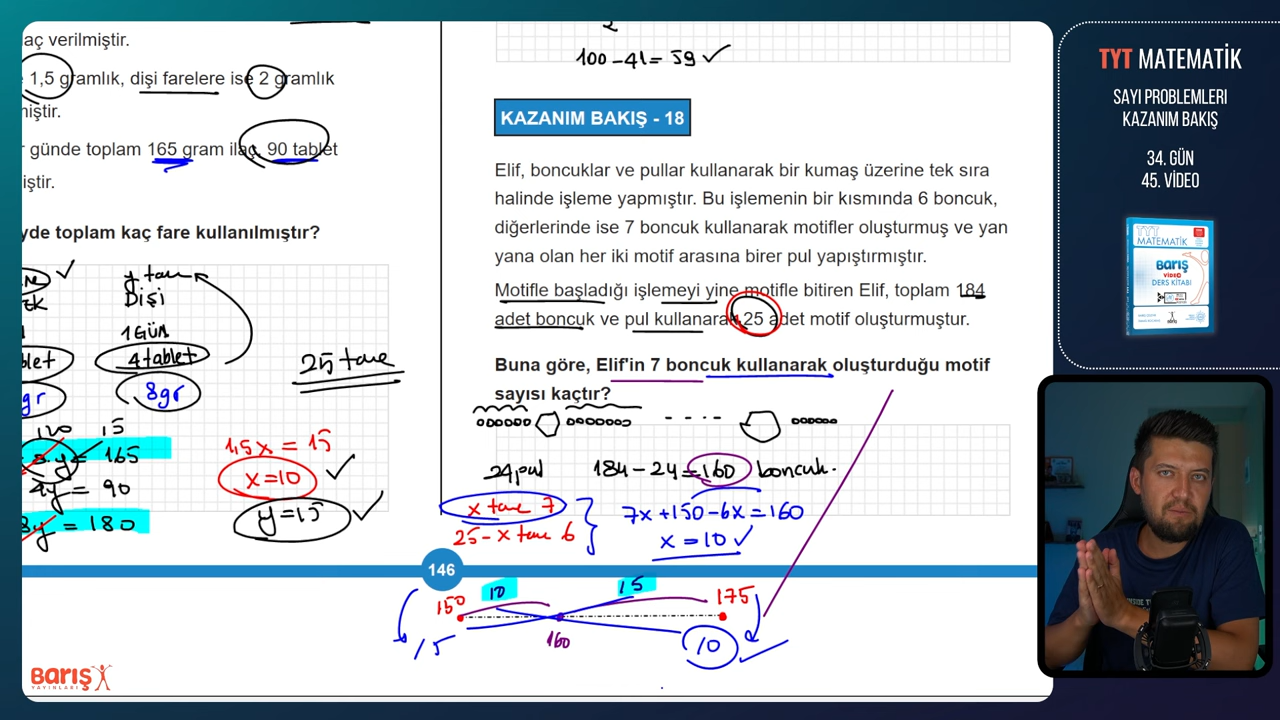 aç verilmiştir.
1,5 gramlık, dişi farelere ise 2 gramlık
miştir.
r günde toplam 165 gram ilaç, 90 tablet
iştir.
yde toplam kaç fare kullanılmıştır?
y tane
Dişi
1 GÜN
4 tablet
8gr
25 tane
120 15
3y = 165
4y = 90
3y = 180
1,5x = 15
x=10
y=15
100 - 41 = 59
KAZANIM BAKIŞ - 18
Elif, boncuklar ve pullar kullanarak bir kumaş üzerine tek sıra
halinde işleme yapmıştır. Bu işlemenin bir kısmında 6 boncuk,
diğerlerinde ise 7 boncuk kullanarak motifler oluşturmuş ve yan
yana olan her iki motif arasına birer pul yapıştırmıştır.
Motifle başladığı işlemeyi yine motifle bitiren Elif, toplam 184
adet boncuk ve pul kullanarak 25 adet motif oluşturmuştur.
Buna göre, Elif'in 7 boncuk kullanarak oluşturduğu motif
sayısı kaçtır?
24 pul 184 - 24 = 160 boncuk.
x tane 7
25 - x tane 6
7x + 150 - 6x = 160
x = 10
146
150 10 15 175
15 160 10
BARIŞ
YAYINLARI
TYT MATEMATİK
SAYI PROBLEMLERI
KAZANIM BAKIŞ
34. GÜN
45. VİDEO
TYT
MATEMATİK
BARIŞ
VİDEO
DERS KİTABI